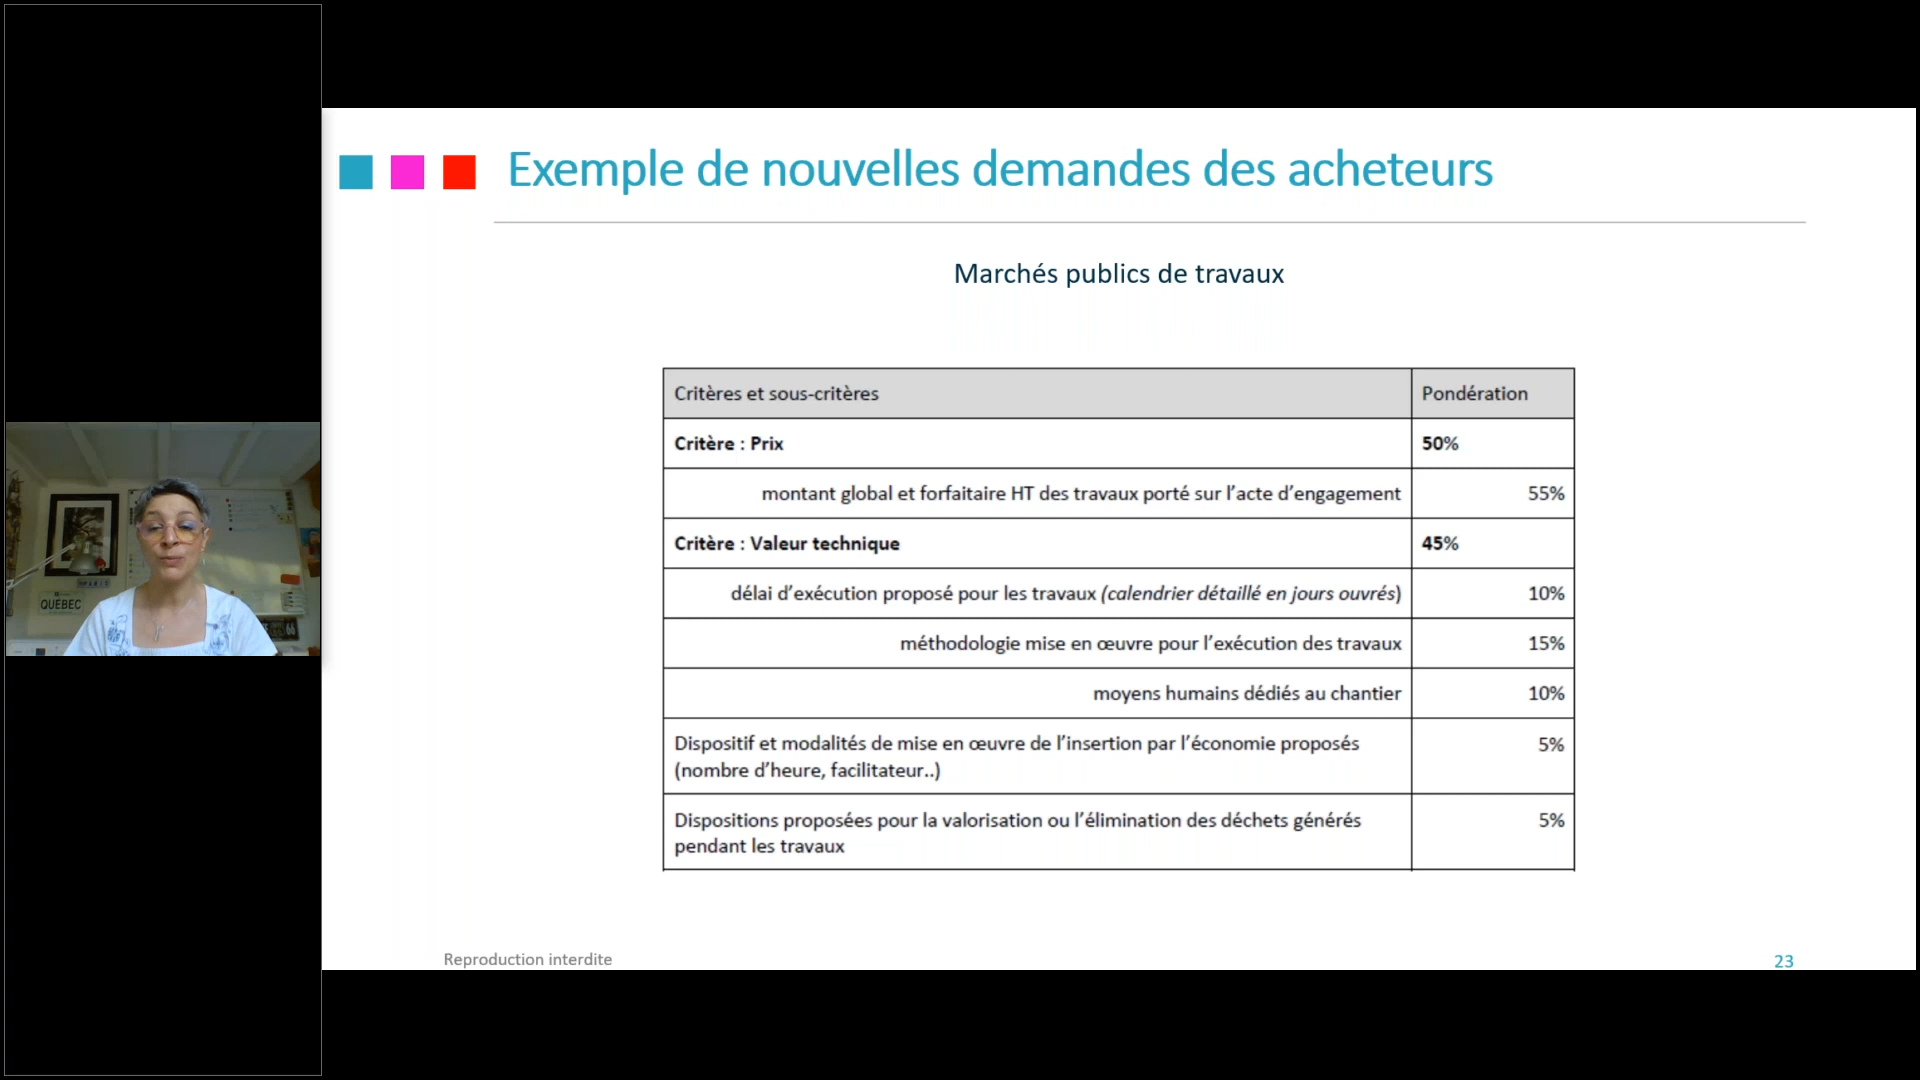 Exemple de nouvelles demandes des acheteurs
Marchés publics de travaux
Critères et sous-critères Pondération
Critère : Prix 50%
montant global et forfaitaire HT des travaux porté sur l'acte d'engagement 55%
Critère : Valeur technique 45%
délai d'exécution proposé pour les travaux (calendrier détaillé en jours ouvrés) 10%
méthodologie mise en œuvre pour l'exécution des travaux 15%
moyens humains dédiés au chantier 10%
Dispositif et modalités de mise en œuvre de l'insertion par l'économie proposés 5%
(nombre d'heure, facilitateur..)
Dispositions proposées pour la valorisation ou l'élimination des déchets générés 5%
pendant les travaux
Reproduction interdite
23
QUÉBEC